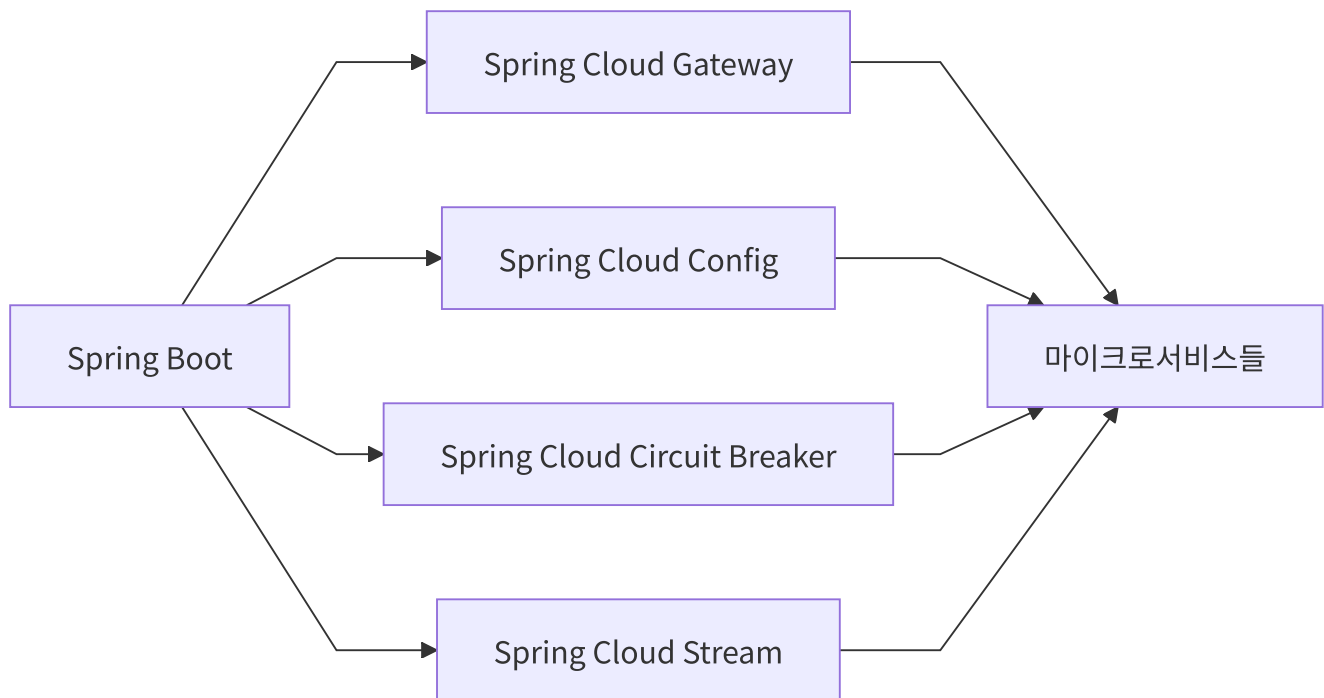 Spring Cloud Gateway
Spring Cloud Config
Spring Boot
마이크로서비스들
Spring Cloud Circuit Breaker
Spring Cloud Stream